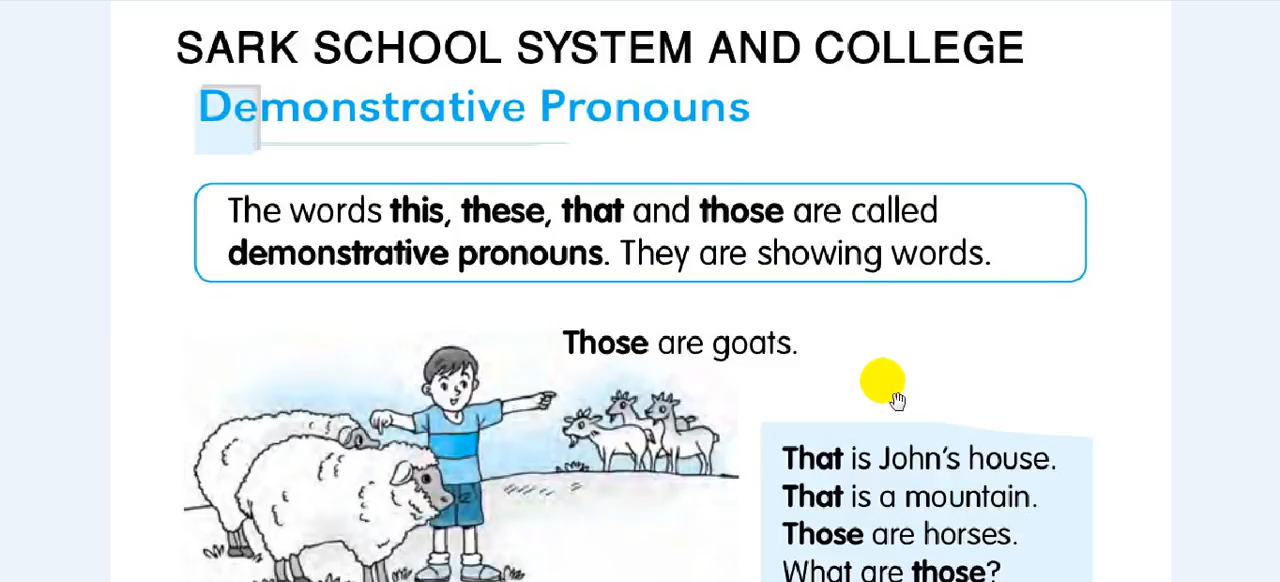 SARK SCHOOL SYSTEM AND COLLEGE
Demonstrative Pronouns
The words this, these, that and those are called
demonstrative pronouns. They are showing words.
Those are goats.
That is John's house.
That is a mountain.
Those are horses.
What are those?